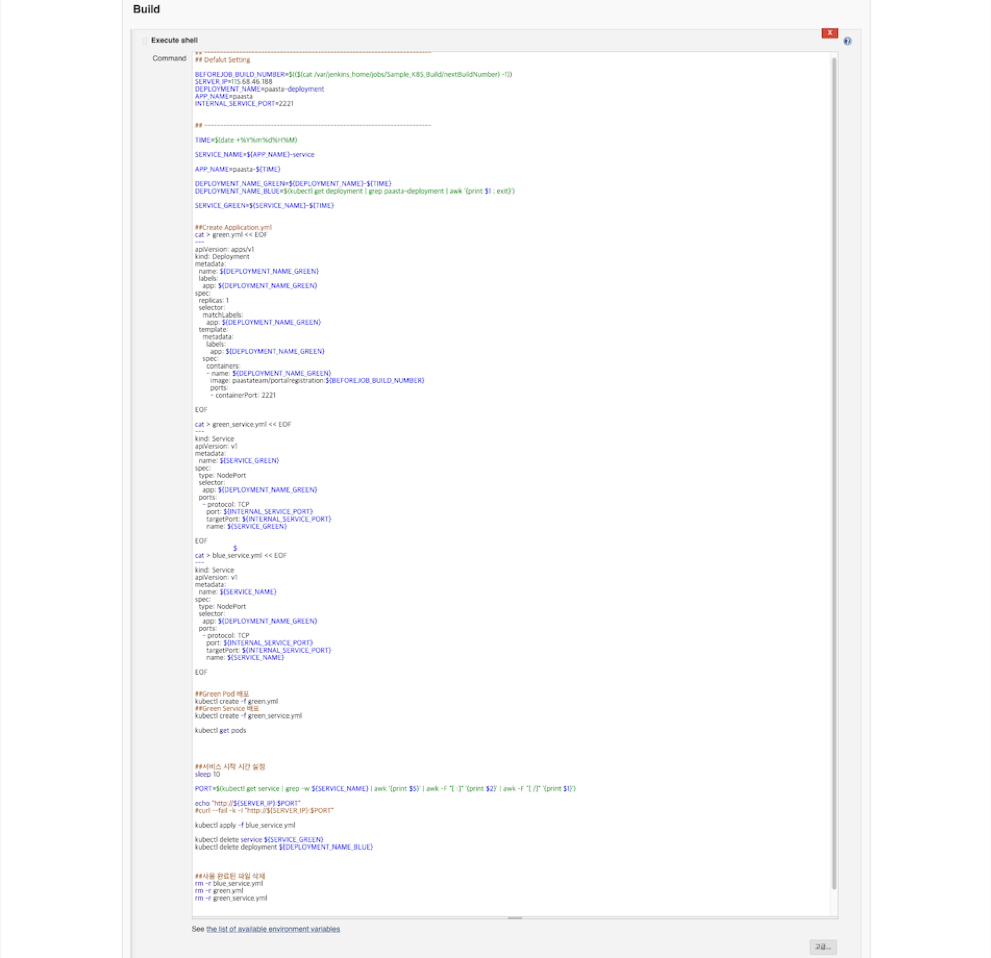 Build
X
Execute shell
Command
## --------------------------------------------------------------------
## Defalut Setting
BEFOREJOB_BUILD_NUMBER=$(($(cat /var/jenkins_home/jobs/Sample_K8S_Build/nextBuildNumber) -1))
SERVER_IP=115.68.46.188
DEPLOYMENT_NAME=paasta-deployment
APP_NAME=paasta
INTERNAL_SERVICE_PORT=2221
## --------------------------------------------------------------------
TIME=$(date +%Y%m%d%H%M)
SERVICE_NAME=${APP_NAME}-service
APP_NAME=paasta-${TIME}
DEPLOYMENT_NAME_GREEN=${DEPLOYMENT_NAME}-${TIME}
DEPLOYMENT_NAME_BLUE=$(kubectl get deployment | grep paasta-deployment | awk '{print $1 ; exit}')
SERVICE_GREEN=${SERVICE_NAME}-${TIME}
##Create Application.yml
cat > green.yml << EOF
---
apiVersion: apps/v1
kind: Deployment
metadata:
name: ${DEPLOYMENT_NAME_GREEN}
labels:
app: ${DEPLOYMENT_NAME_GREEN}
spec:
replicas: 1
selector:
matchLabels:
app: ${DEPLOYMENT_NAME_GREEN}
template:
metadata:
labels:
app: ${DEPLOYMENT_NAME_GREEN}
spec:
containers:
- name: ${DEPLOYMENT_NAME_GREEN}
image: paastateam/portalregistration:${BEFOREJOB_BUILD_NUMBER}
ports:
- containerPort: 2221
EOF
cat > green_service.yml << EOF
---
kind: Service
apiVersion: v1
metadata:
name: ${SERVICE_GREEN}
spec:
type: NodePort
selector:
app: ${DEPLOYMENT_NAME_GREEN}
ports:
- protocol: TCP
port: ${INTERNAL_SERVICE_PORT}
targetPort: ${INTERNAL_SERVICE_PORT}
name: ${SERVICE_GREEN}
EOF
$
cat > blue_service.yml << EOF
---
kind: Service
apiVersion: v1
metadata:
name: ${SERVICE_NAME}
spec:
type: NodePort
selector:
app: ${DEPLOYMENT_NAME_GREEN}
ports:
- protocol: TCP
port: ${INTERNAL_SERVICE_PORT}
targetPort: ${INTERNAL_SERVICE_PORT}
name: ${SERVICE_NAME}
EOF
##Green Pod 배포
kubectl create -f green.yml
##Green Service 배포
kubectl create -f green_service.yml
kubectl get pods
##서비스 시작 시간 설정
sleep 10
PORT=$(kubectl get service | grep -w ${SERVICE_NAME} | awk '{print $5}' | awk -F "[ :]" '{print $2}' | awk -F "[ /]" '{print $1}')
echo "http://${SERVER_IP}:$PORT"
#curl --fail -k -I "http://${SERVER_IP}:$PORT"
kubectl apply -f blue_service.yml
kubectl delete service ${SERVICE_GREEN}
kubectl delete deployment ${DEPLOYMENT_NAME_BLUE}
##사용 완료된 파일 삭제
rm -r blue_service.yml
rm -r green.yml
rm -r green_service.yml
See the list of available environment variables
고급...